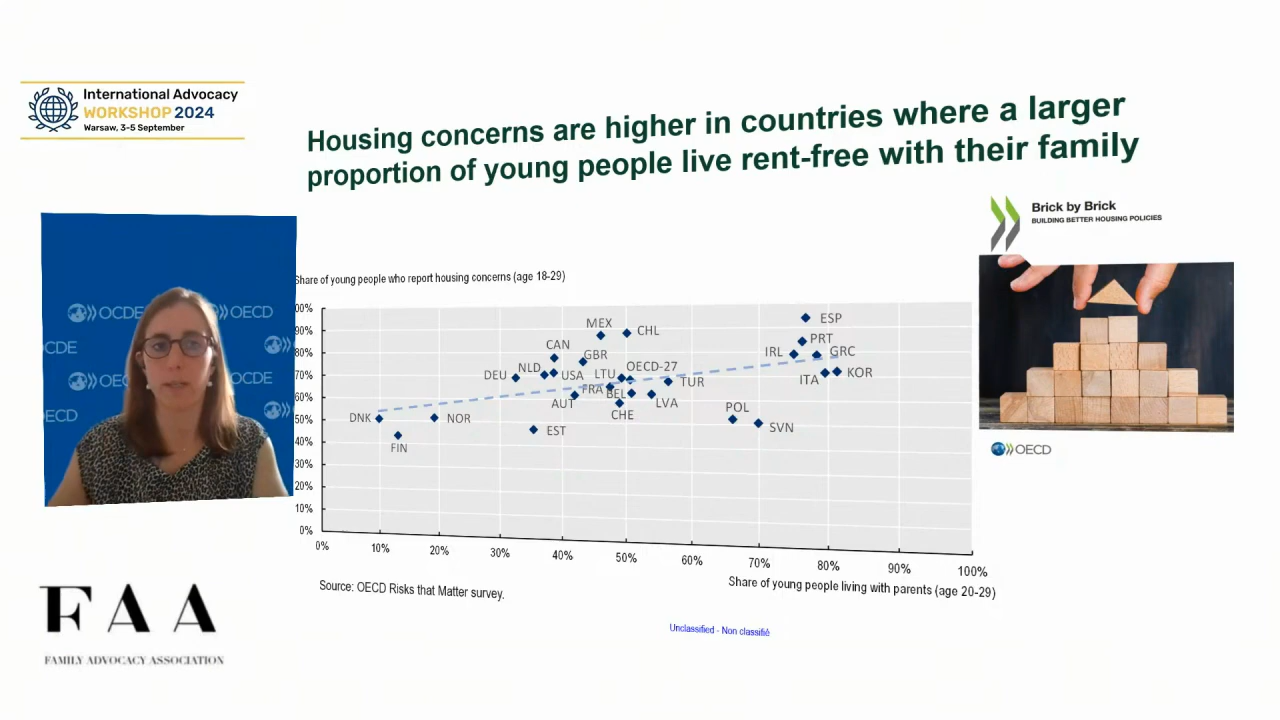 International Advocacy
WORKSHOP 2024
Warsaw, 3-5 September
Housing concerns are higher in countries where a larger
proportion of young people live rent-free with their family
Brick by Brick
BUILDING BETTER HOUSING POLICIES
OECD
OCDE
OECD
CDE
OE
OCDE
OECD
Share of young people who report housing concerns (age 18-29)
00%
90%
80%
70%
60%
50%
40%
30%
20%
10%
0%
ESP
MEX
CHL
PRT
CAN
GBR
IRL
GRC
NLD
OECD-27
DEU
USA
LTU
TUR
ITA
KOR
FRA
BEL
AUT
LVA
CHE
POL
DNK
NOR
SVN
EST
FIN
0%
10%
20%
30%
40%
50%
60%
70%
80%
90%
100%
Share of young people living with parents (age 20-29)
Source: OECD Risks that Matter survey.
Unclassified - Non classifié
FAA
FAMILY ADVOCACY ASSOCIATION